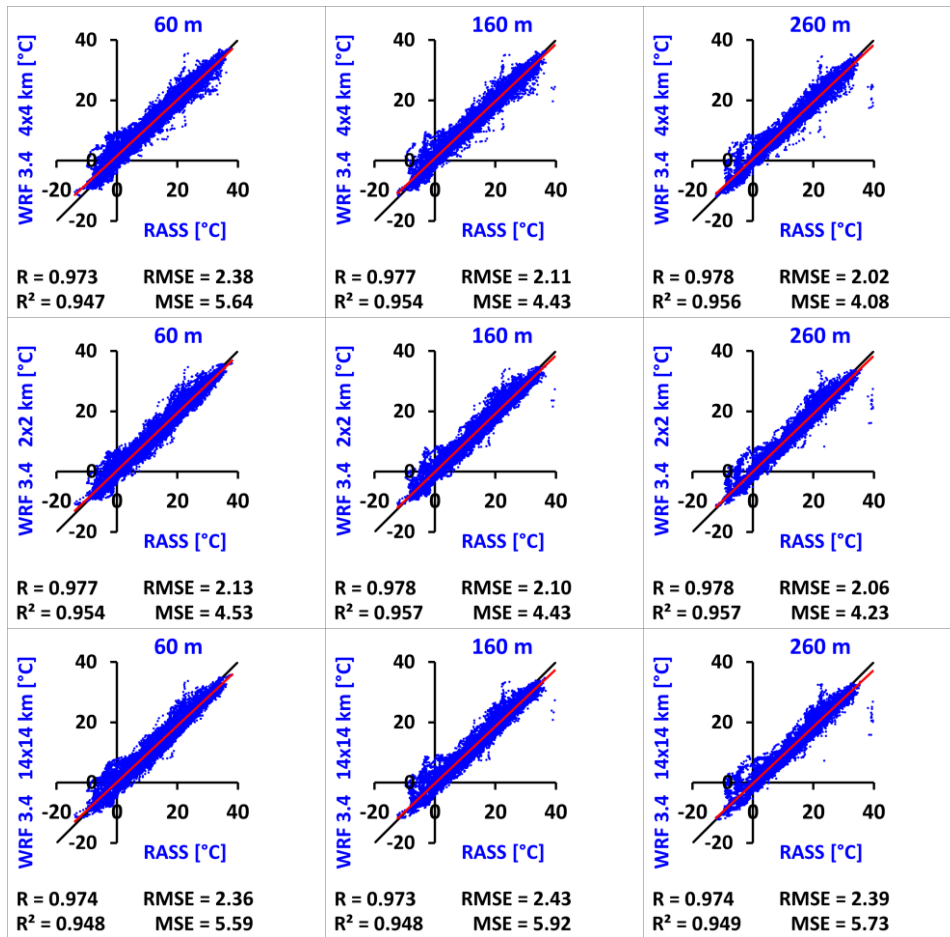 60 m
WRF 3.4 4x4 km [°C]
40
20
0
-20 0 20 40
-20
RASS [°C]
R = 0.973 RMSE = 2.38
R² = 0.947 MSE = 5.64
160 m
WRF 3.4 4x4 km [°C]
40
20
0
-20 0 20 40
-20
RASS [°C]
R = 0.977 RMSE = 2.11
R² = 0.954 MSE = 4.43
260 m
WRF 3.4 4x4 km [°C]
40
20
0
-20 0 20 40
-20
RASS [°C]
R = 0.978 RMSE = 2.02
R² = 0.956 MSE = 4.08
60 m
WRF 3.4 2x2 km [°C]
40
20
0
-20 0 20 40
-20
RASS [°C]
R = 0.977 RMSE = 2.13
R² = 0.954 MSE = 4.53
160 m
WRF 3.4 2x2 km [°C]
40
20
0
-20 0 20 40
-20
RASS [°C]
R = 0.978 RMSE = 2.10
R² = 0.957 MSE = 4.43
260 m
WRF 3.4 2x2 km [°C]
40
20
0
-20 0 20 40
-20
RASS [°C]
R = 0.978 RMSE = 2.06
R² = 0.957 MSE = 4.23
60 m
WRF 3.4 14x14 km [°C]
40
20
0
-20 0 20 40
-20
RASS [°C]
R = 0.974 RMSE = 2.36
R² = 0.948 MSE = 5.59
160 m
WRF 3.4 14x14 km [°C]
40
20
0
-20 0 20 40
-20
RASS [°C]
R = 0.973 RMSE = 2.43
R² = 0.948 MSE = 5.92
260 m
WRF 3.4 14x14 km [°C]
40
20
0
-20 0 20 40
-20
RASS [°C]
R = 0.974 RMSE = 2.39
R² = 0.949 MSE = 5.73